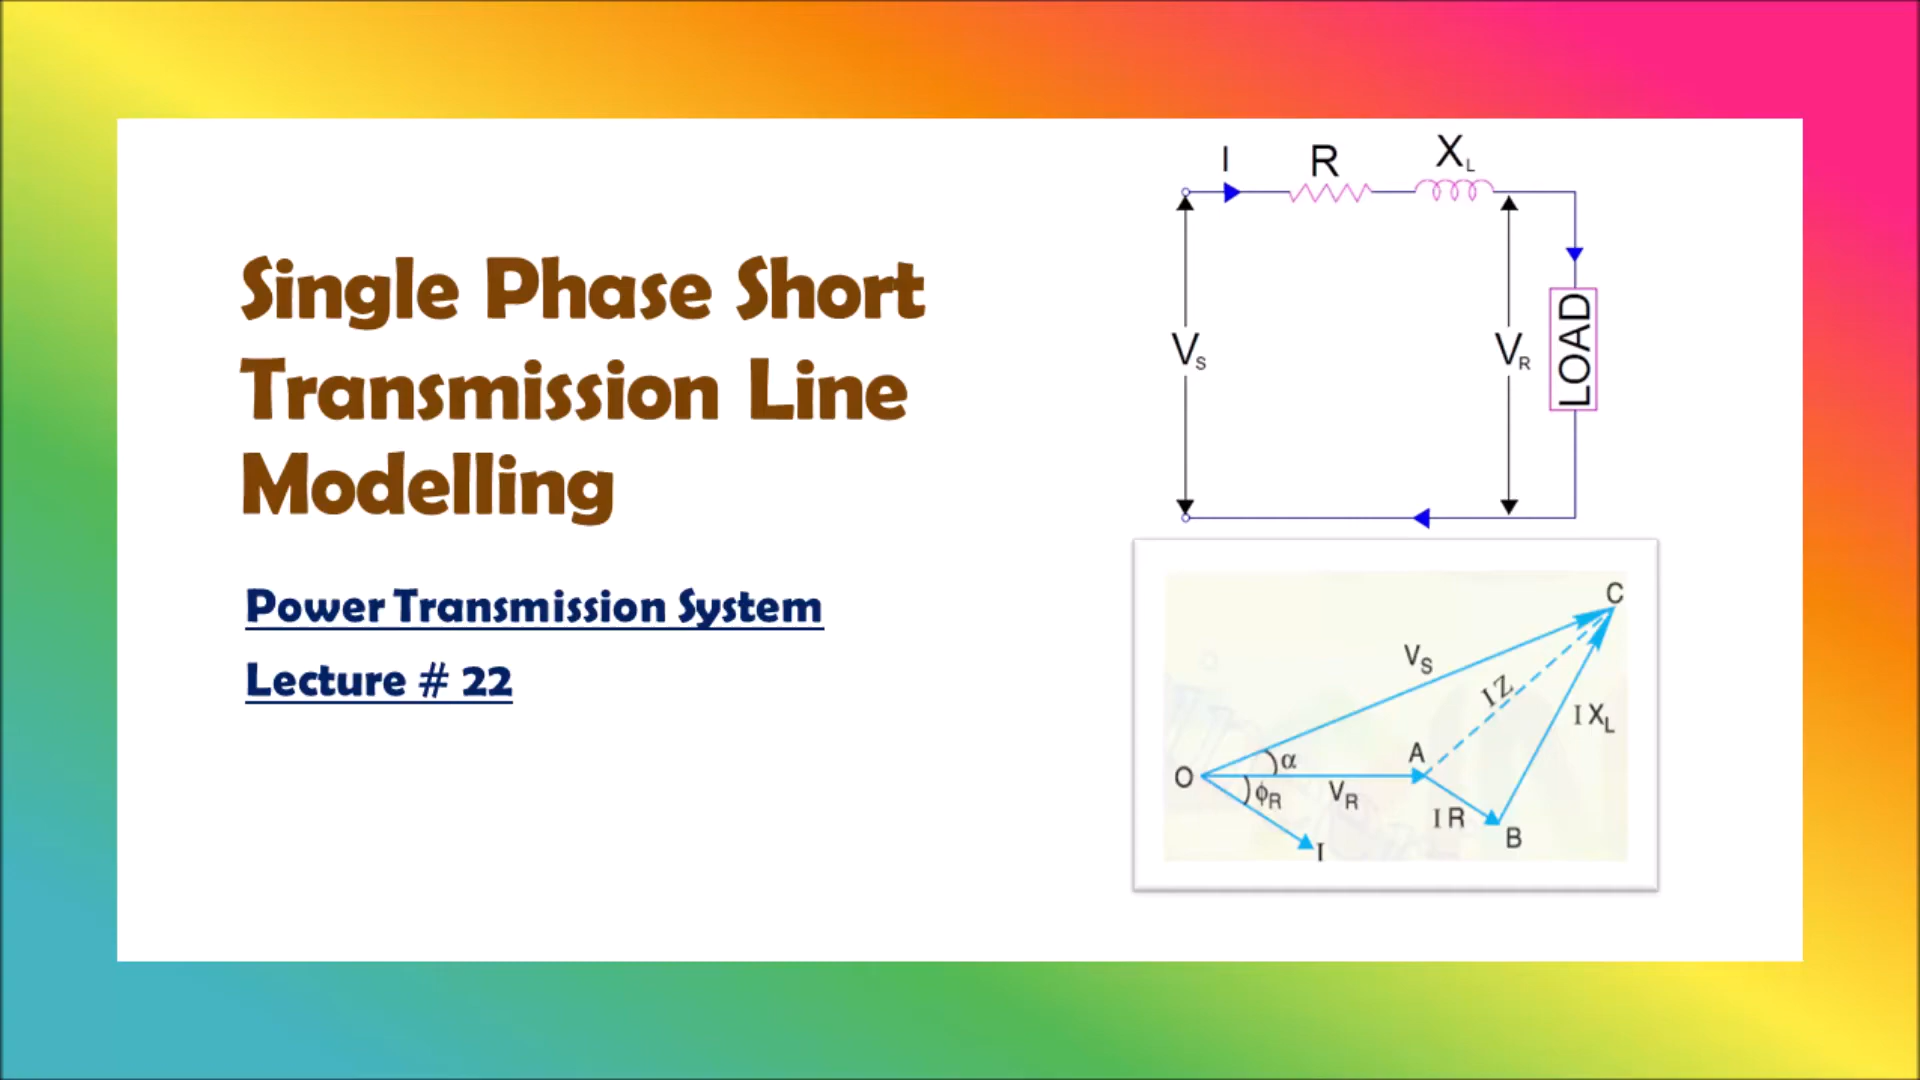 Single Phase Short
Transmission Line
Modelling
Power Transmission System
Lecture # 22
I R X_L
V_S V_R LOAD
C
V_S
I Z
I X_L
A
O α
ϕ_R V_R
I R
B
I